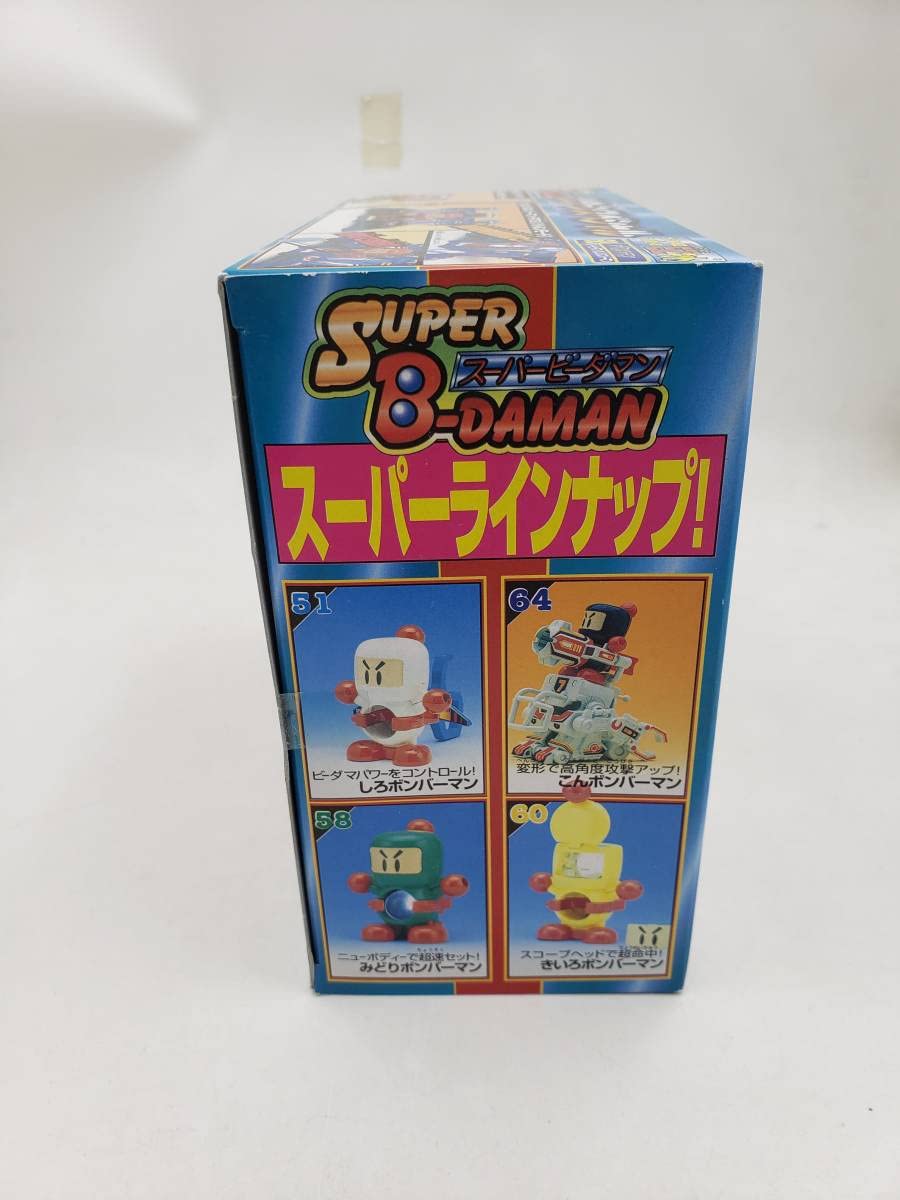 SUPER
スーパービーダマン
B-DAMAN
スーパーラインナップ!
51
ビーダマパワーをコントロール!
しろボンバーマン
64
変形で高角度攻撃アップ!
こんボンバーマン
58
ニューボディーで超速セット!
みどりボンバーマン
60
スコープヘッドで超命中!
きいろボンバーマン